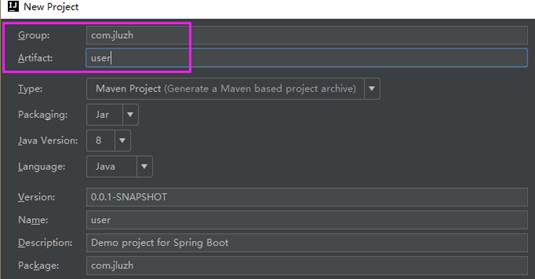 New Project
Group: com.jluzh
Artifact: user
Type: Maven Project (Generate a Maven based project archive)
Packaging: Jar
Java Version: 8
Language: Java
Version: 0.0.1-SNAPSHOT
Name: user
Description: Demo project for Spring Boot
Package: com.jluzh